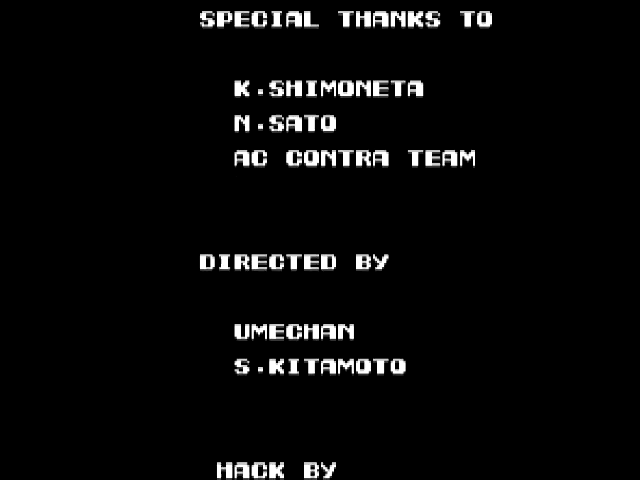 SPECIAL THANKS TO
K.SHIMONETA
N.SATO
AC CONTRA TEAM
DIRECTED BY
UMECHAN
S.KITAMOTO
HACK BY